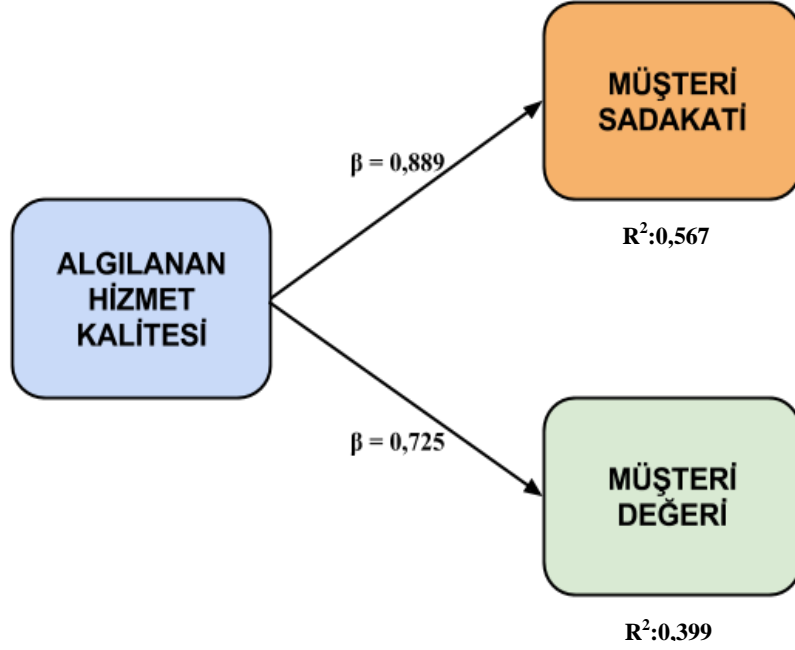 MÜŞTERİ
SADAKATİ
R²:0,567
β = 0,889
ALGILANAN
HİZMET
KALİTESİ
β = 0,725
MÜŞTERİ
DEĞERİ
R²:0,399